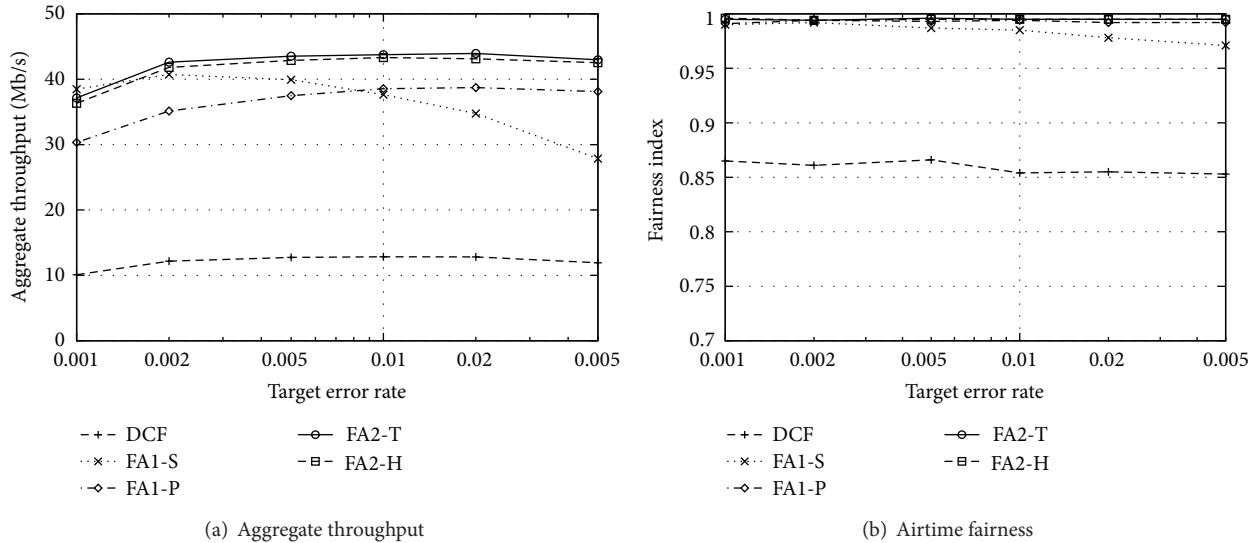 50
40
30
20
10
0
Aggregate throughput (Mb/s)
0.001 0.002 0.005 0.01 0.02 0.005
Target error rate
DCF FA2-T
FA1-S FA2-H
FA1-P
(a) Aggregate throughput
1
0.95
0.9
0.85
0.8
0.75
0.7
Fairness index
0.001 0.002 0.005 0.01 0.02 0.005
Target error rate
DCF FA2-T
FA1-S FA2-H
FA1-P
(b) Airtime fairness